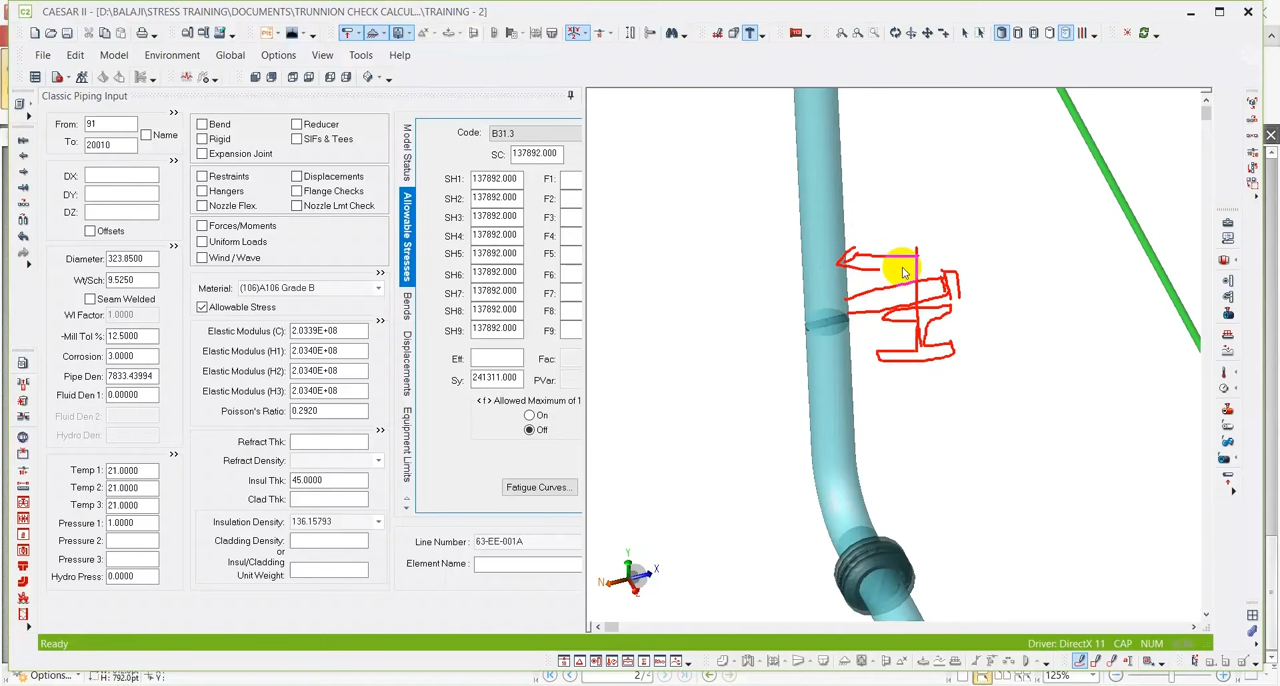 CAESAR II - [D:\BALAJI\STRESS TRAINING\DOCUMENTS\TRUNNION CHECK CALCUL...\TRAINING - 2]
File Edit Model Environment Global Options View Tools Help
Classic Piping Input
From: 91
To: 20010
Name
DX:
DY:
DZ:
Offsets
Diameter: 323.8500
Wt/Sch: 9.5250
Seam Welded
WI Factor: 1.0000
-Mill Tol %: 12.5000
Corrosion: 3.0000
Pipe Den: 7833.43994
Fluid Den 1: 0.00000
Fluid Den 2:
Hydro Den:
Temp 1: 21.0000
Temp 2: 21.0000
Temp 3: 21.0000
Pressure 1: 1.0000
Pressure 2:
Pressure 3:
Hydro Press: 0.0000
Bend Reducer
Rigid SIFs & Tees
Expansion Joint
Restraints Displacements
Hangers Flange Checks
Nozzle Flex. Nozzle Lmt Check
Forces/Moments
Uniform Loads
Wind / Wave
Material: (106)A106 Grade B
Allowable Stress
Elastic Modulus (C): 2.0339E+08
Elastic Modulus (H1): 2.0340E+08
Elastic Modulus (H2): 2.0340E+08
Elastic Modulus (H3): 2.0340E+08
Poisson's Ratio: 0.2920
Refract Thk:
Refract Density:
Insul Thk: 45.0000
Clad Thk:
Insulation Density: 136.15793
Cladding Density:
or
Insul/Cladding
Unit Weight:
Model Status
Allowable Stresses
Bends
Displacements
Equipment Limits
Code: B31.3
SC: 137892.000
SH1: 137892.000 F1:
SH2: 137892.000 F2:
SH3: 137892.000 F3:
SH4: 137892.000 F4:
SH5: 137892.000 F5:
SH6: 137892.000 F6:
SH7: 137892.000 F7:
SH8: 137892.000 F8:
SH9: 137892.000 F9:
Eff: Fac:
Sy: 241311.000 PVar:
<!> Allowed Maximum of 1
On
Off
Fatigue Curves...
Line Number: 63-EE-001A
Element Name:
Y
X
N
Z
Ready
Driver: DirectX 11 CAP NUM
Options... H: 792.0pt Y: 2/ 125%